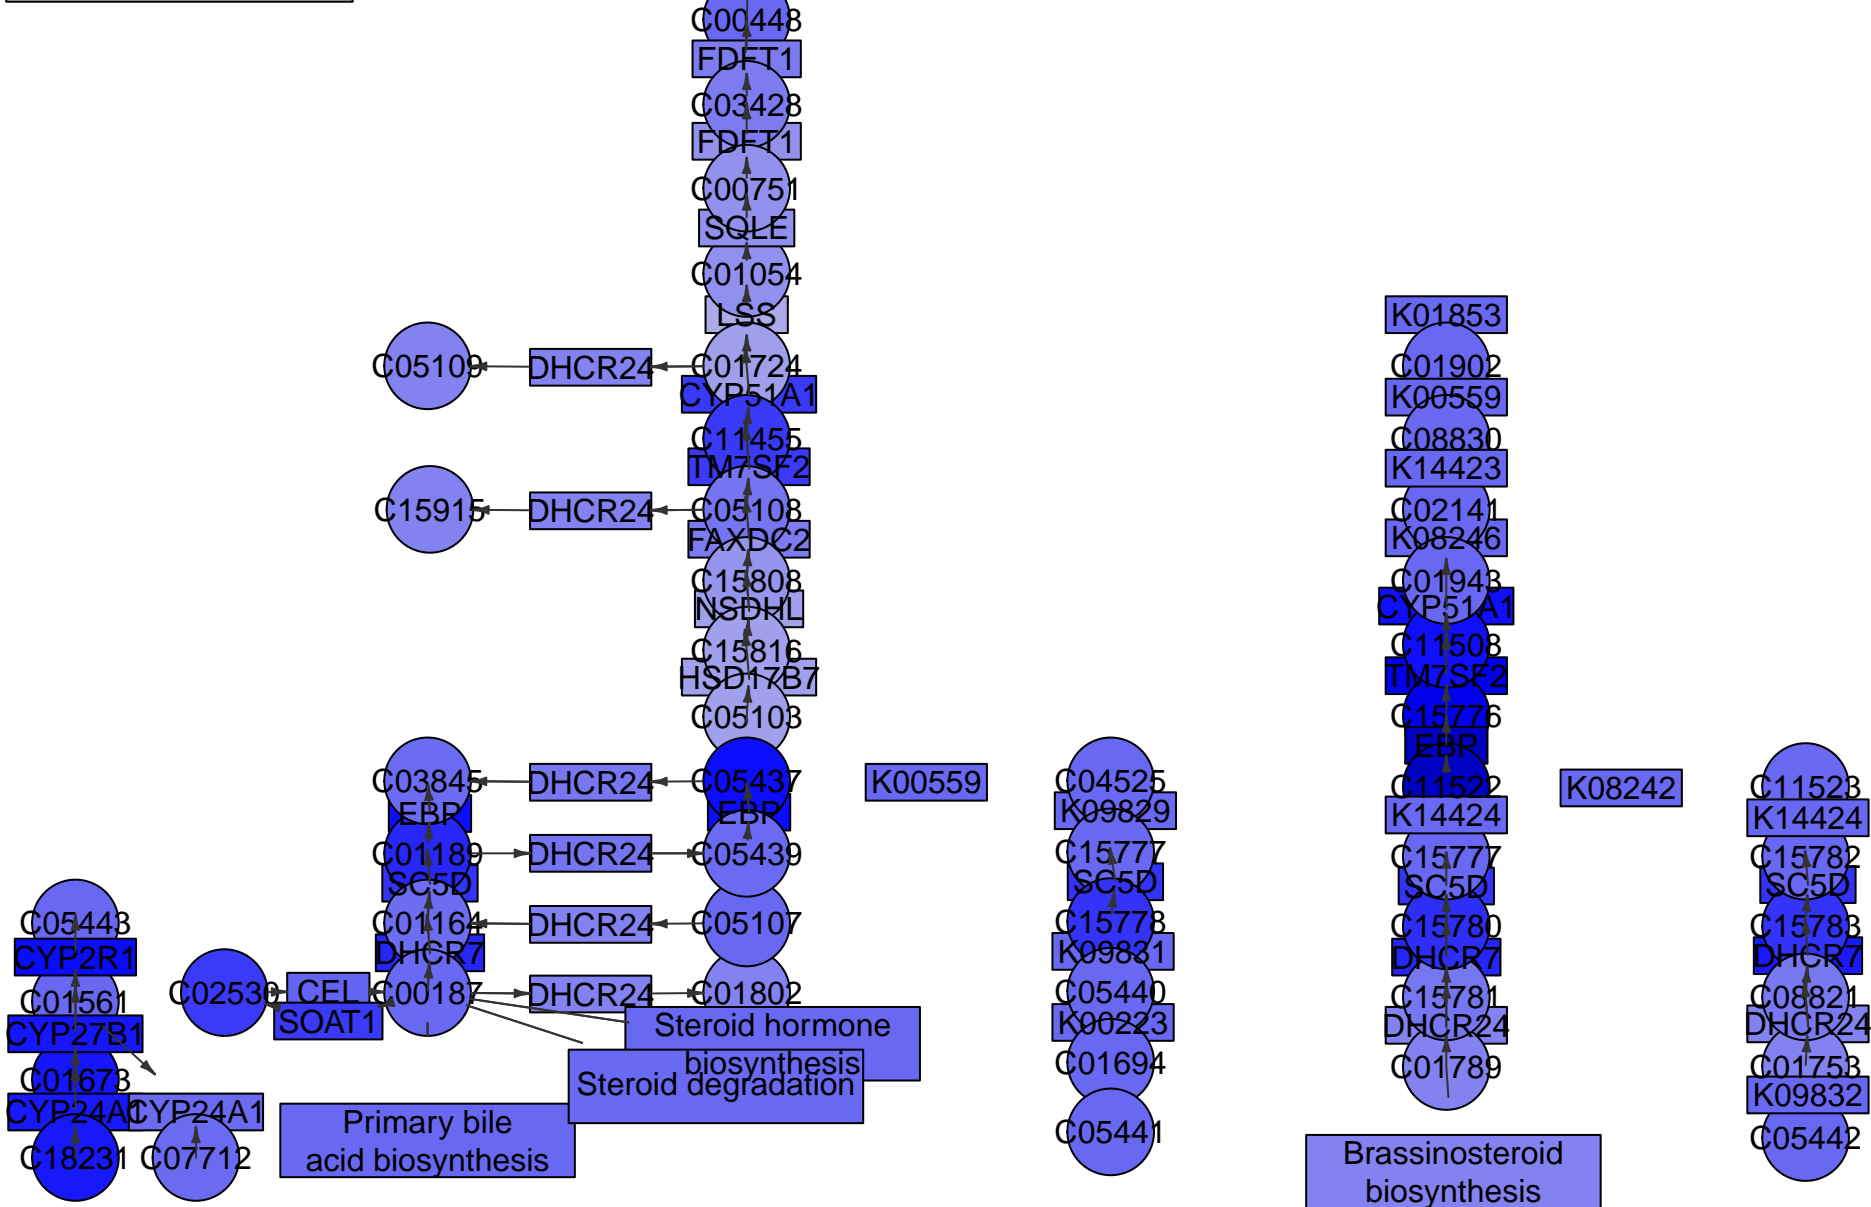 C00448
FDFT1
C03428
FDFT1
C00751
SQLE
C01054
LSS
C05109
DHCR24
C01724
CYP51A1
C11455
TM7SF2
C15915
DHCR24
C05108
FAXDC2
C15808
NSDHL
C15816
HSD17B7
C05103
C03845
DHCR24
C05437
EBP
EBP
C01189
DHCR24
C05439
SC5D
C01164
DHCR24
C05107
DHCR7
C02530
CEL
SOAT1
C00187
DHCR24
C01802
Steroid hormone
biosynthesis
Steroid degradation
Primary bile
acid biosynthesis
C05443
CYP2R1
C01561
CYP27B1
C01673
CYP24A1
CYP24A1
C18231
C07712
K00559
C04525
K09829
C15777
SC5D
C15778
K09831
C05440
K00223
C01694
C05441
K01853
C01902
K00559
C08830
K14423
C02141
K08246
C01943
CYP51A1
C11508
TM7SF2
C15776
EBP
C11522
K14424
C15777
SC5D
C15780
DHCR7
C15781
DHCR24
C01789
Brassinosteroid
biosynthesis
K08242
C11523
K14424
C15782
SC5D
C15783
DHCR7
C08821
DHCR24
C01753
K09832
C05442